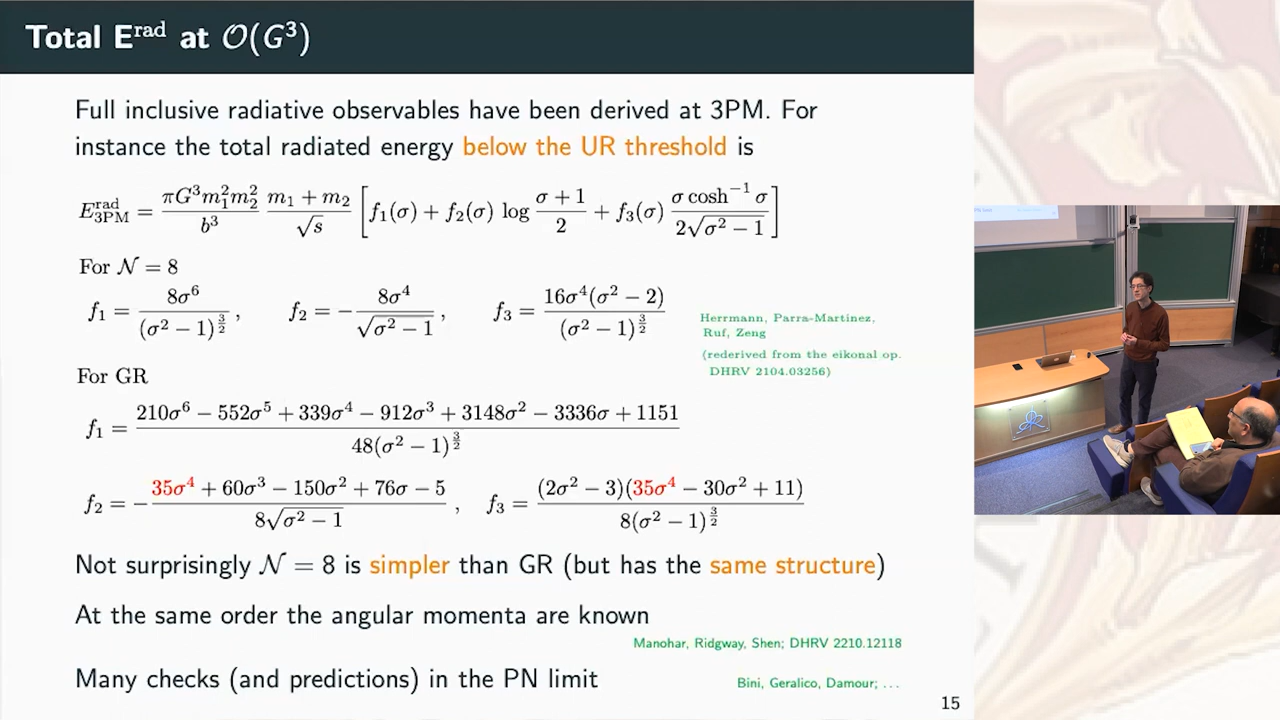 Total E^rad at O(G³)
Full inclusive radiative observables have been derived at 3PM. For
instance the total radiated energy below the UR threshold is
E^rad_3PM = πG³m₁²m₂² / b³ (m₁ + m₂) / √s [f₁(σ) + f₂(σ) log (σ + 1) / 2 + f₃(σ) σ cosh⁻¹ σ / 2√(σ² − 1)]
For N = 8
f₁ = 8σ⁶ / (σ² − 1)^(3/2) , f₂ = − 8σ⁴ / √(σ² − 1) , f₃ = 16σ⁴(σ² − 2) / (σ² − 1)^(3/2)
Herrmann, Parra-Martinez,
Ruf, Zeng
(rederived from the eikonal op.
DHRV 2104.03256)
For GR
f₁ = (210σ⁶ − 552σ⁵ + 339σ⁴ − 912σ³ + 3148σ² − 3336σ + 1151) / 48(σ² − 1)^(3/2)
f₂ = − (35σ⁴ + 60σ³ − 150σ² + 76σ − 5) / 8√(σ² − 1) , f₃ = (2σ² − 3)(35σ⁴ − 30σ² + 11) / 8(σ² − 1)^(3/2)
Not surprisingly N = 8 is simpler than GR (but has the same structure)
At the same order the angular momenta are known
Manohar, Ridgway, Shen; DHRV 2210.12118
Many checks (and predictions) in the PN limit
Bini, Geralico, Damour; ...
15